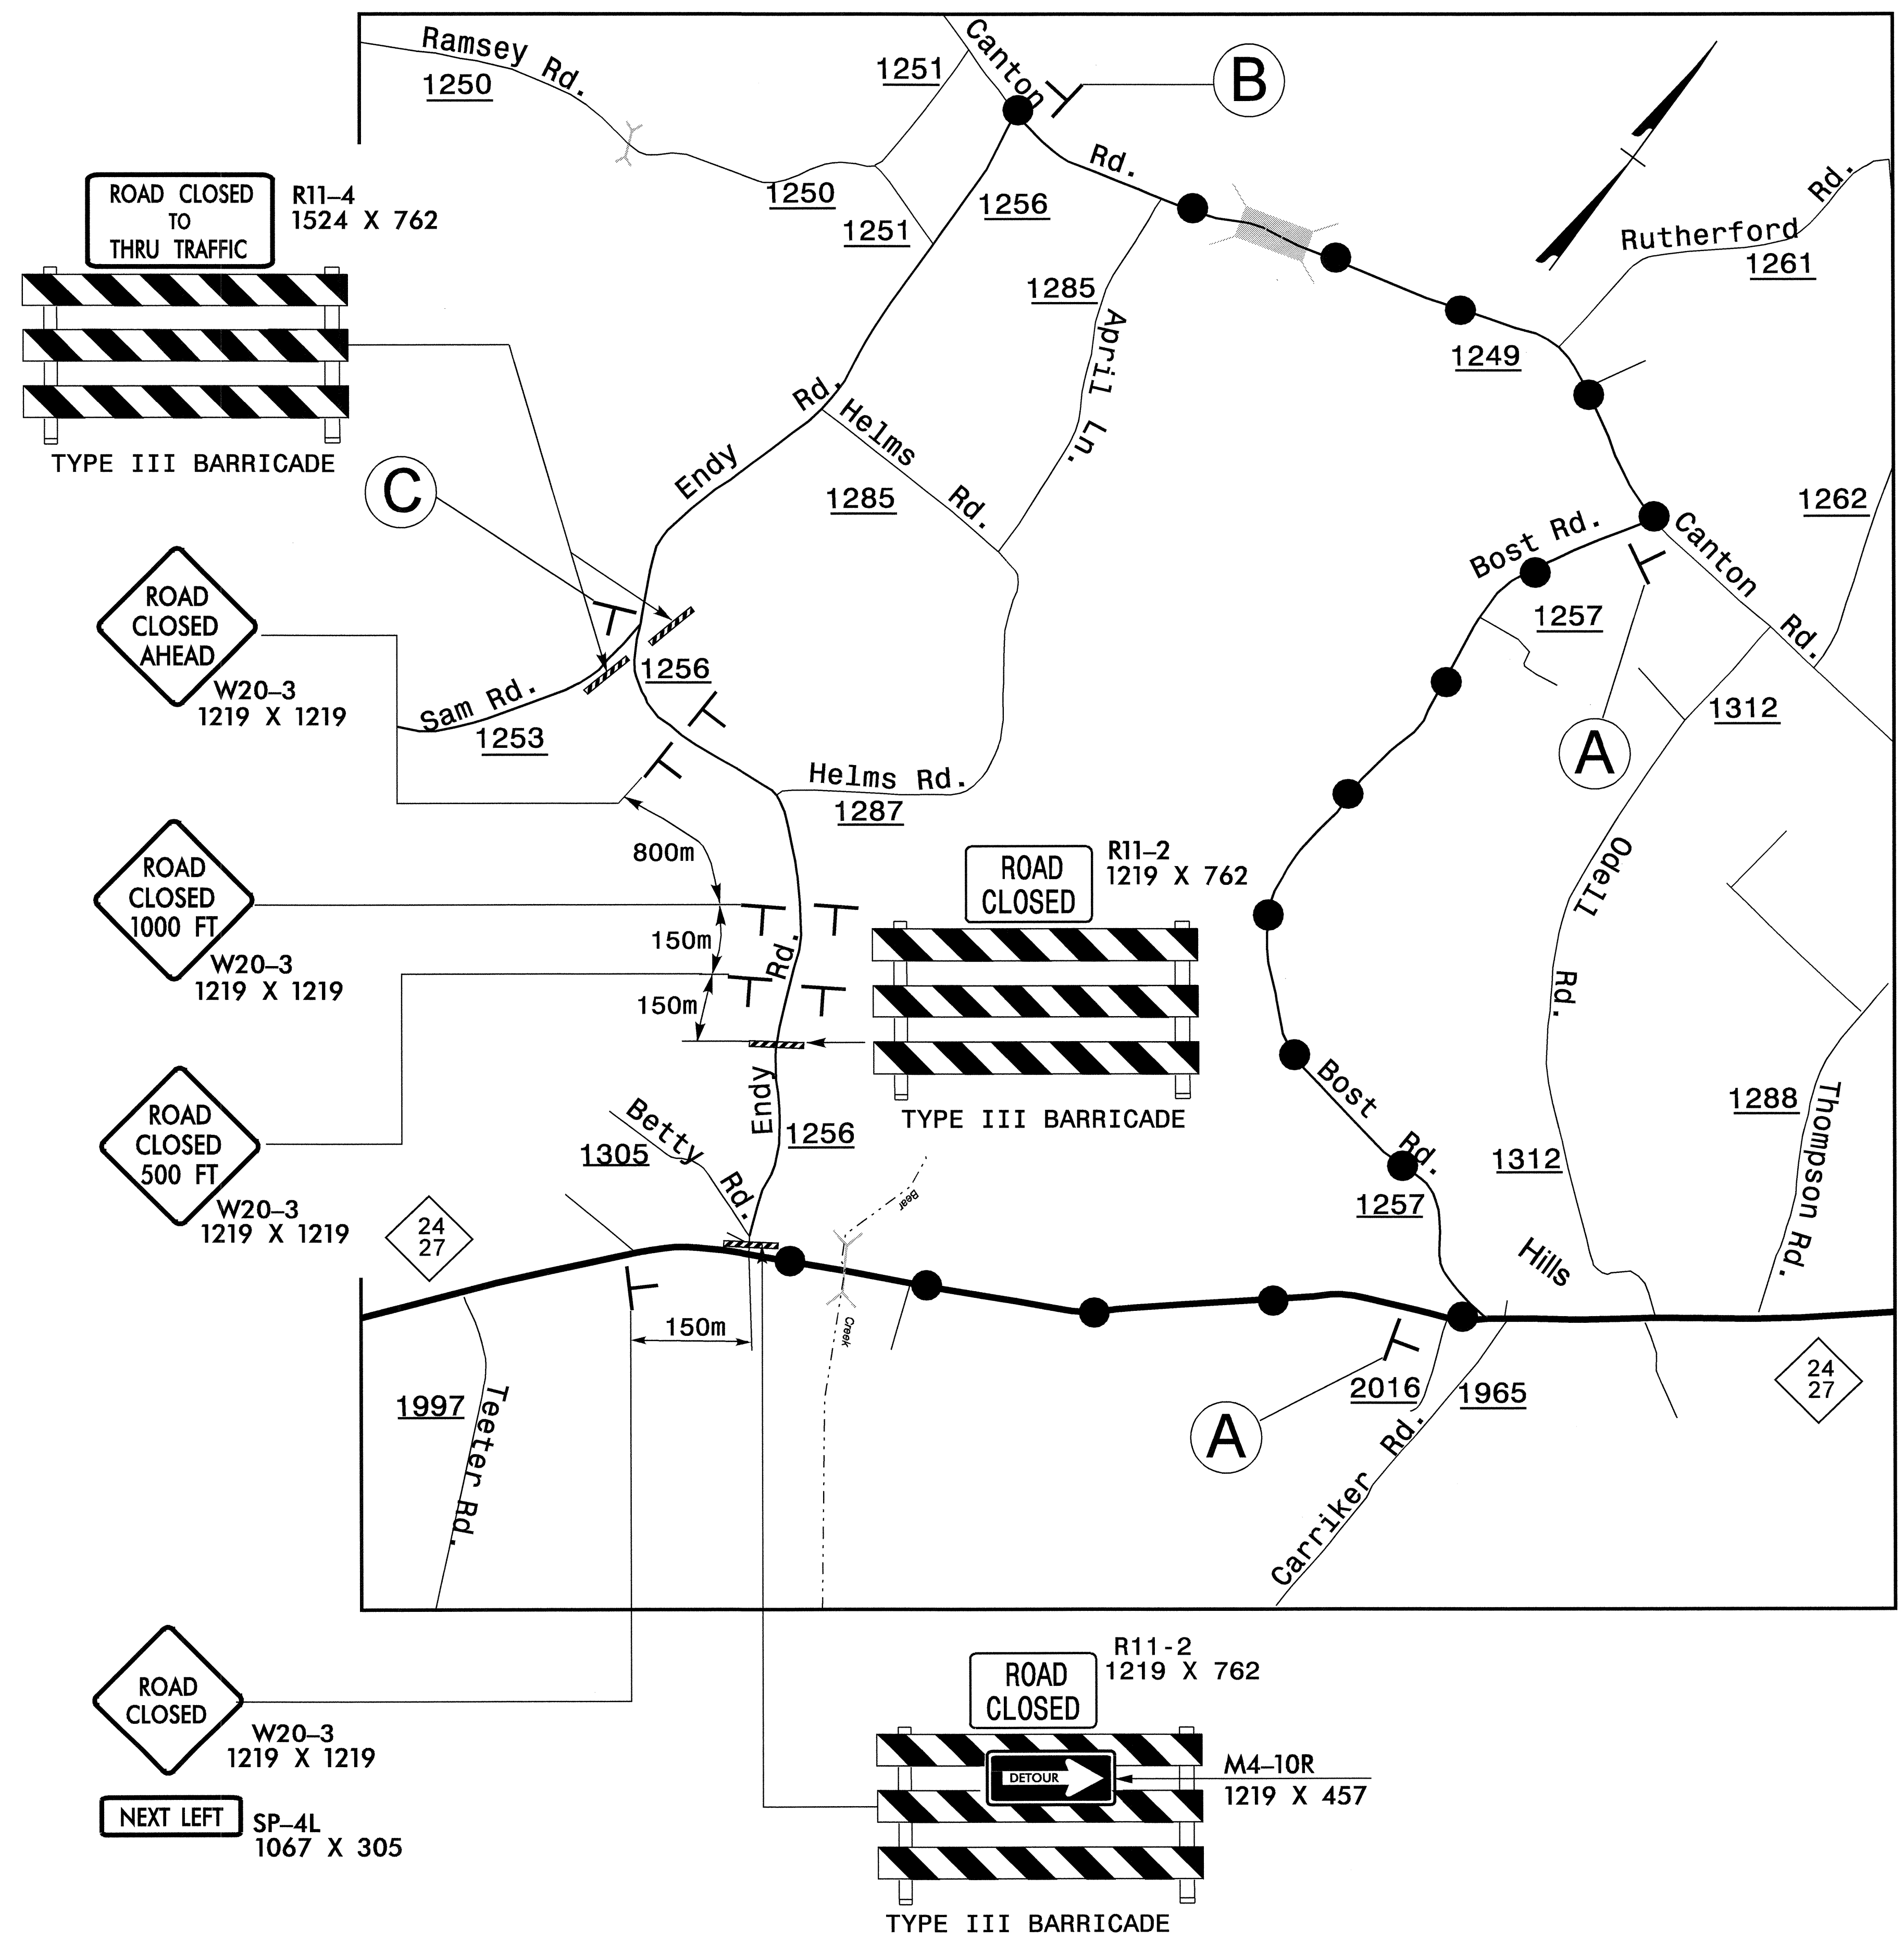 Ramsey Rd.
1250
1251
Canton
B
Rd.
ROAD CLOSED
TO
THRU TRAFFIC
R11-4
1524 X 762
1250
1251
1256
Rutherford Rd.
1261
1285
April Ln.
1249
TYPE III BARRICADE
C
Endy Rd.
Helms Rd.
1285
1262
Bost Rd.
Canton Rd.
1257
ROAD
CLOSED
AHEAD
W20-3
1219 X 1219
1256
Sam Rd.
1253
1312
A
Helms Rd.
1287
800m
ROAD
CLOSED
1000 FT
W20-3
1219 X 1219
150m
Rd.
150m
ROAD
CLOSED
R11-2
1219 X 762
TYPE III BARRICADE
Odell
Rd.
Endy
1256
Betty Rd.
1305
Bost Rd.
1257
1312
1288
Thompson Rd.
ROAD
CLOSED
500 FT
W20-3
1219 X 1219
24
27
Bear
Creek
Hills
150m
24
27
1997
Teeter Rd.
2016
1965
A
Carriker Rd.
ROAD
CLOSED
W20-3
1219 X 1219
NEXT LEFT
SP-4L
1067 X 305
ROAD
CLOSED
R11-2
1219 X 762
DETOUR
M4-10R
1219 X 457
TYPE III BARRICADE